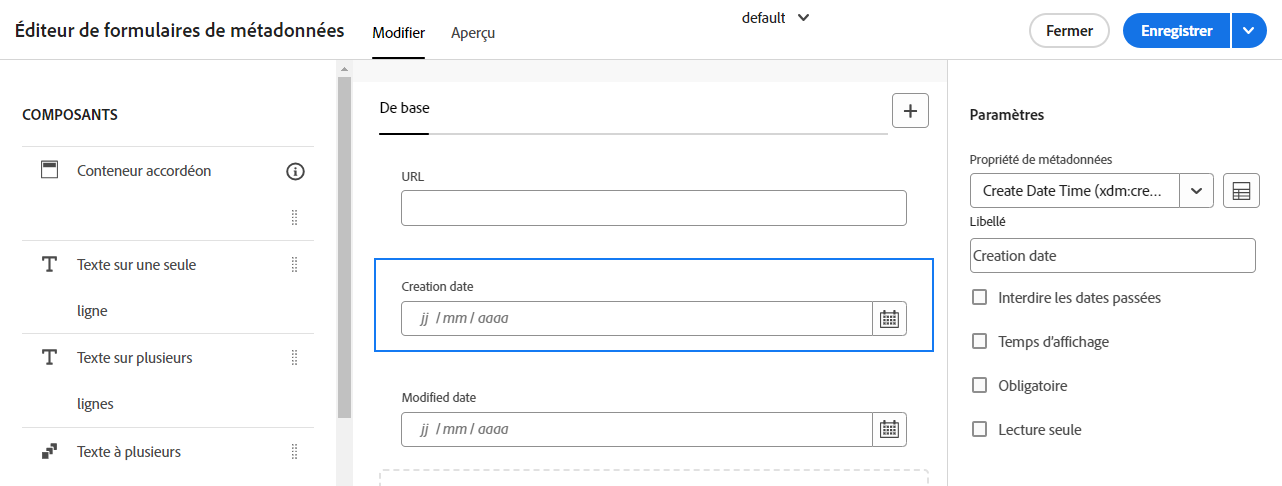 Éditeur de formulaires de métadonnées
Modifier
Aperçu
default
Fermer
Enregistrer
COMPOSANTS
Conteneur accordéon
Texte sur une seule
ligne
Texte sur plusieurs
lignes
Texte à plusieurs
De base
URL
Creation date
jj / mm / aaaa
Modified date
jj / mm / aaaa
Paramètres
Propriété de métadonnées
Create Date Time (xdm:cre...
Libellé
Creation date
Interdire les dates passées
Temps d'affichage
Obligatoire
Lecture seule